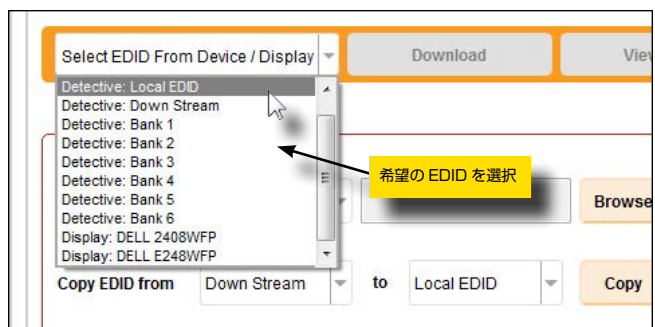 Select EDID From Device / Display
Download
Detective: Local EDID
Detective: Down Stream
Detective: Bank 1
Detective: Bank 2
Detective: Bank 3
Detective: Bank 4
Detective: Bank 5
Detective: Bank 6
Display: DELL 2408WFP
Display: DELL E248WFP
希望の EDID を選択
Browse
Copy EDID from Down Stream to Local EDID Copy